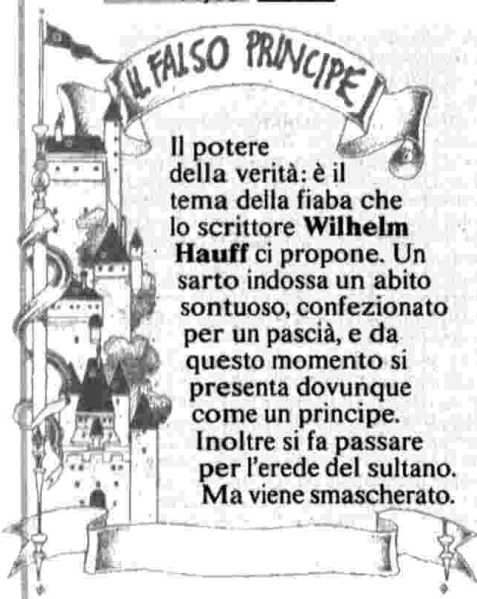 IL FALSO PRINCIPE
Il potere
della verità: è il
tema della fiaba che
lo scrittore Wilhelm
Hauff ci propone. Un
sarto indossa un abito
sontuoso, confezionato
per un pascià, e da
questo momento si
presenta dovunque
come un principe.
Inoltre si fa passare
per l'erede del sultano.
Ma viene smascherato.